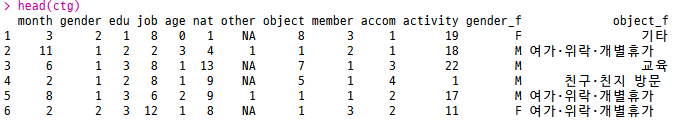 > head(ctg)
month gender edu job age nat other object member accom activity gender_f object_f
1 3 2 1 8 0 1 NA 8 3 1 19 F 기타
2 11 1 2 2 3 4 1 1 2 1 18 M 여가·위락·개별휴가
3 6 1 3 8 1 13 NA 7 1 3 22 M 교육
4 2 1 2 8 1 9 NA 5 1 4 1 M 친구·친지 방문
5 8 1 3 6 2 9 1 1 1 2 17 M 여가·위락·개별휴가
6 2 2 3 12 1 8 NA 1 3 2 11 F 여가·위락·개별휴가